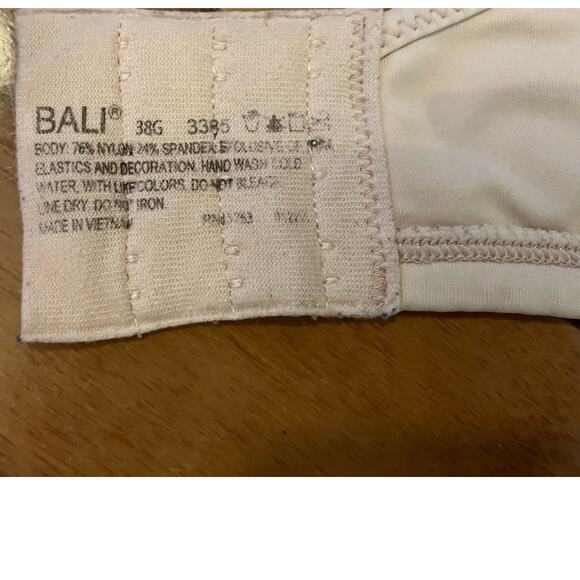 BALI® 38G 3385
BODY: 76% NYLON 24% SPANDEX EXCLUSIVE OF TRIM
ELASTICS AND DECORATION. HAND WASH COLD
WATER, WITH LIKE COLORS. DO NOT BLEACH.
LINE DRY. DO NOT IRON.
MADE IN VIETNAM